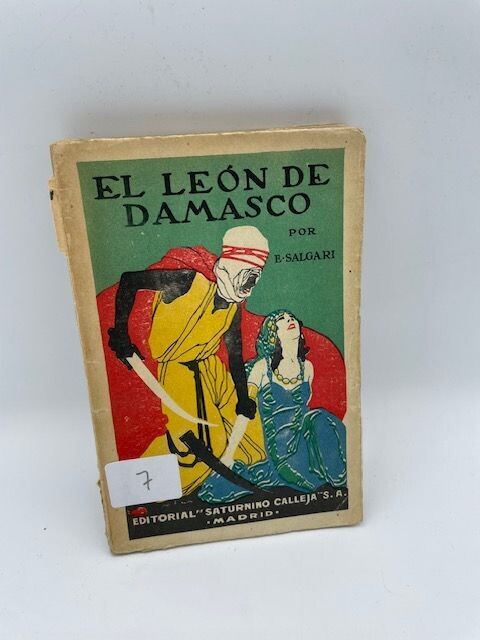 EL LEÓN DE
DAMASCO
POR
E·SALGARI
7
EDITORIAL "SATURNINO CALLEJA" S.A.
·MADRID·